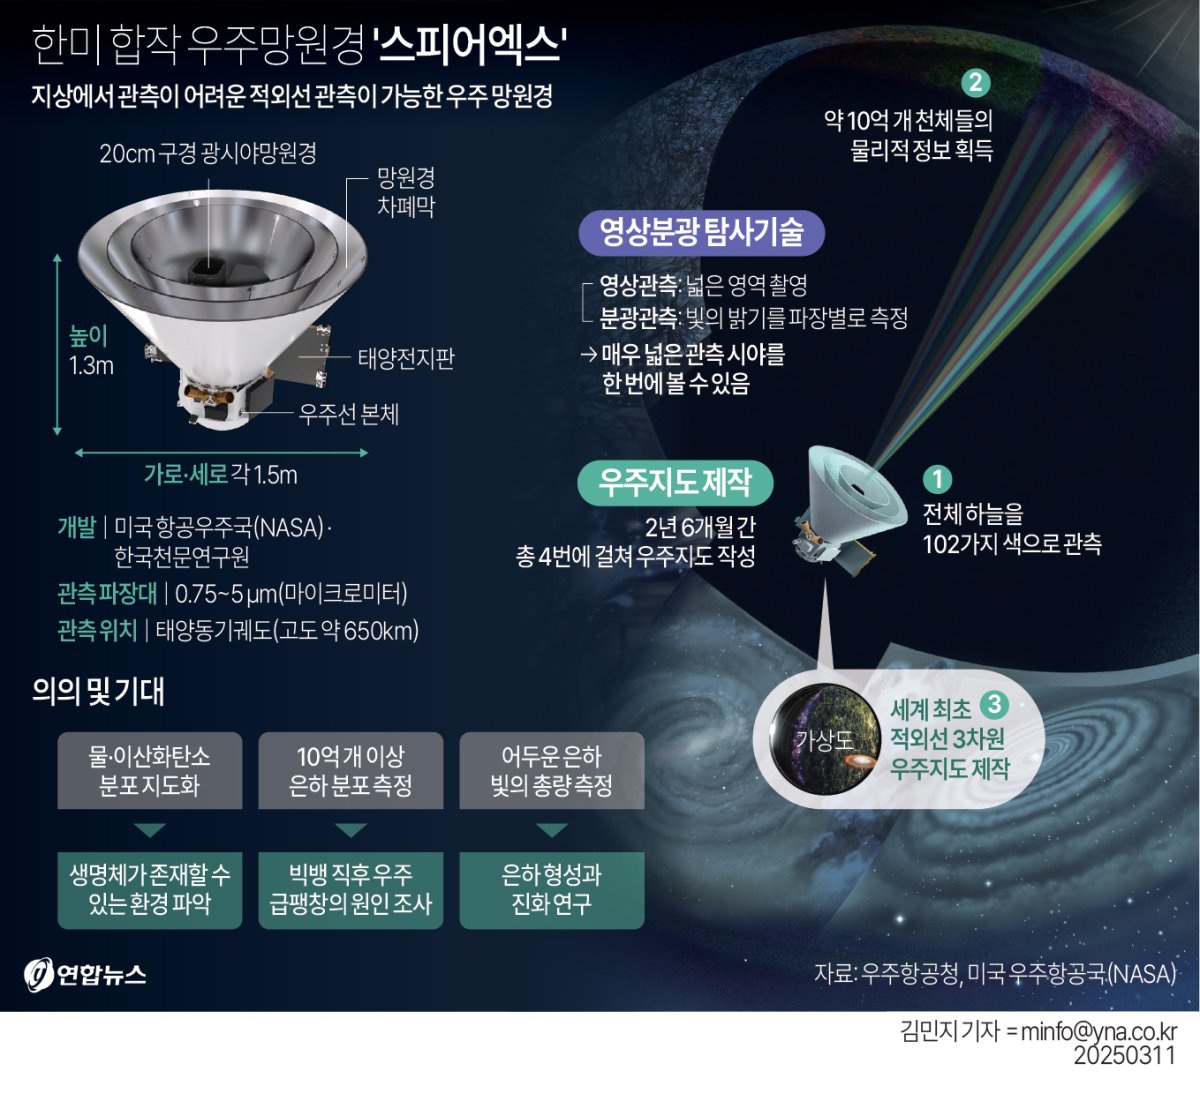 한미 합작 우주망원경 '스피어엑스'
지상에서 관측이 어려운 적외선 관측이 가능한 우주 망원경
20cm 구경 광시야망원경
망원경
차폐막
높이
1.3m
태양전지판
우주선 본체
가로·세로 각 1.5m
개발 | 미국 항공우주국(NASA)·
한국천문연구원
관측 파장대 | 0.75~5㎛(마이크로미터)
관측 위치 | 태양동기궤도(고도 약 650km)
2
약 10억 개 천체들의
물리적 정보 획득
영상분광 탐사기술
영상관측: 넓은 영역 촬영
분광관측: 빛의 밝기를 파장별로 측정
→ 매우 넓은 관측 시야를
한 번에 볼 수 있음
우주지도 제작
2년 6개월 간
총 4번에 걸쳐 우주지도 작성
1
전체 하늘을
102가지 색으로 관측
가상도
세계 최초 3
적외선 3차원
우주지도 제작
의의 및 기대
물·이산화탄소
분포 지도화
생명체가 존재할 수
있는 환경 파악
10억 개 이상
은하 분포 측정
빅뱅 직후 우주
급팽창의 원인 조사
어두운 은하
빛의 총량 측정
은하 형성과
진화 연구
연합뉴스
자료: 우주항공청, 미국 우주항공국(NASA)
김민지 기자 = minfo@yna.co.kr
20250311